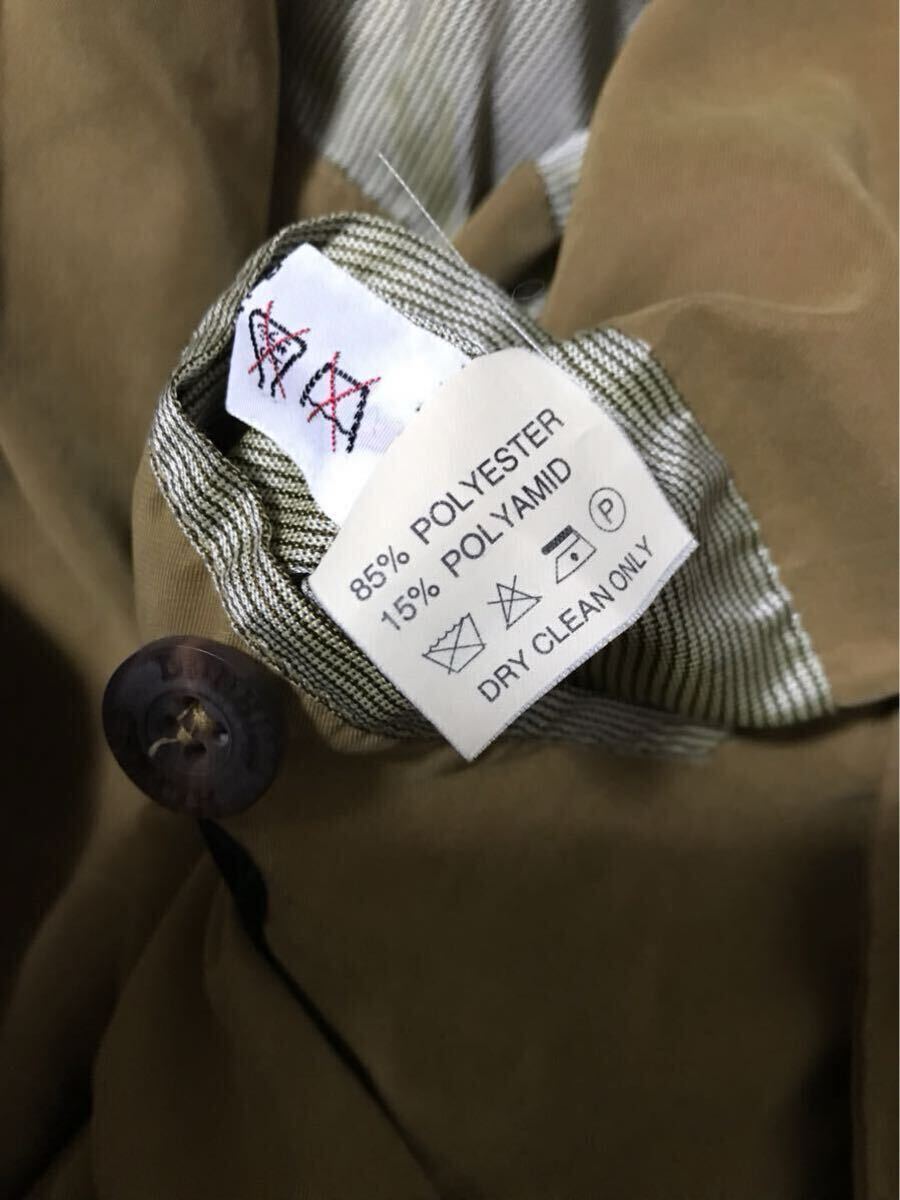 85% POLYESTER
15% POLYAMID
P
DRY CLEAN ONLY